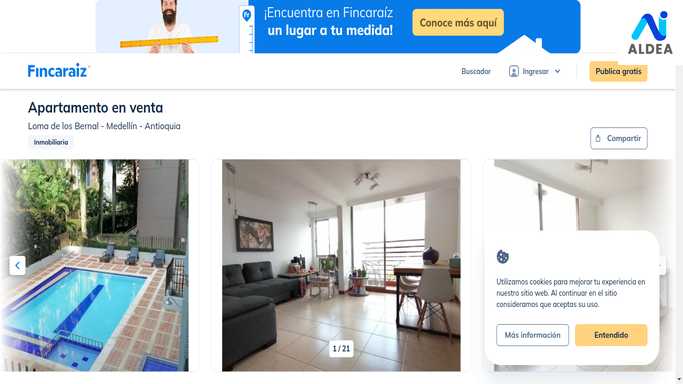 ¡Encuentra en Fincaraíz
un lugar a tu medida!
Conoce más aquí
Fr
ALDEA
Fincaraiz
Buscador
Ingresar
Publica gratis
Apartamento en venta
Loma de los Bernal - Medellín - Antioquia
Inmobiliaria
Compartir
1 / 21
Utilizamos cookies para mejorar tu experiencia en
nuestro sitio web. Al continuar en el sitio
consideramos que aceptas su uso.
Más información
Entendido